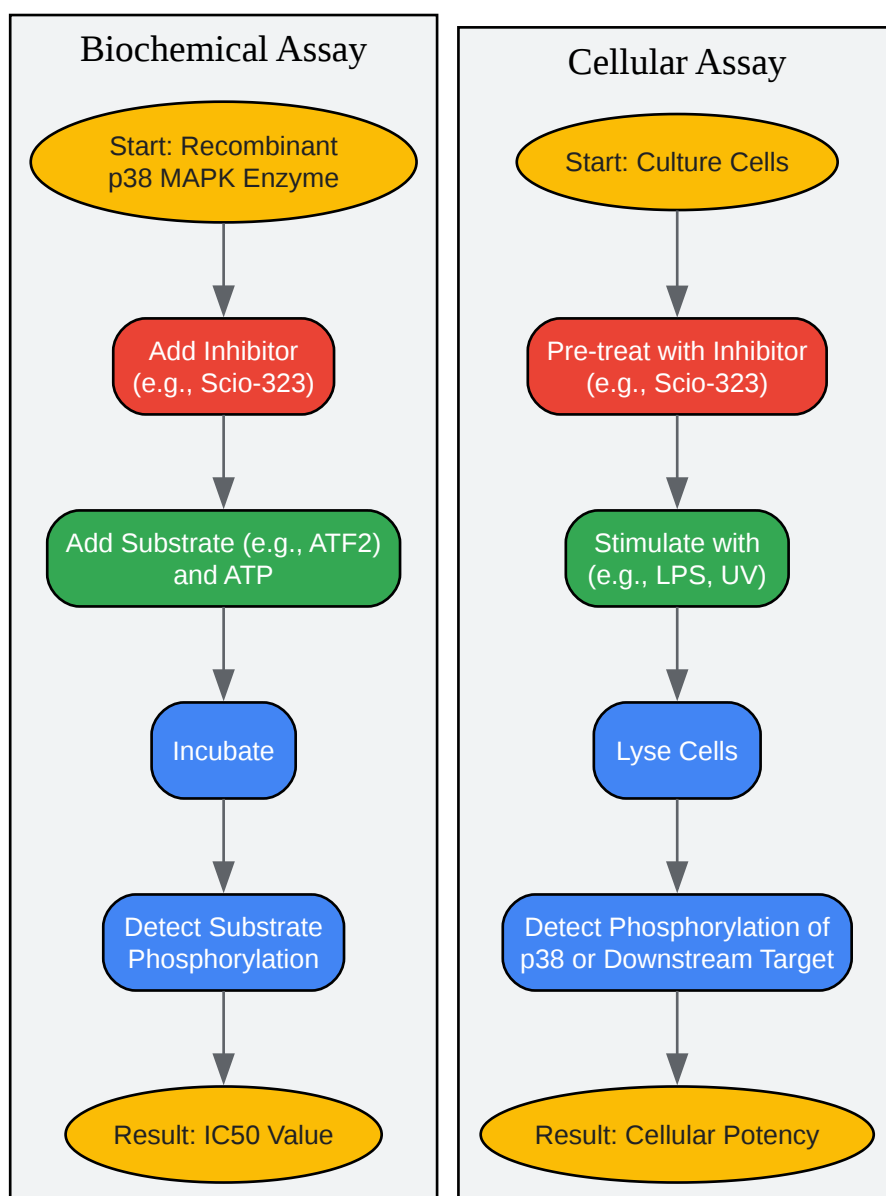 Biochemical Assay
Start: Recombinant
p38 MAPK Enzyme
Add Inhibitor
(e.g., Scio-323)
Add Substrate (e.g., ATF2)
and ATP
Incubate
Detect Substrate
Phosphorylation
Result: IC50 Value
Cellular Assay
Start: Culture Cells
Pre-treat with Inhibitor
(e.g., Scio-323)
Stimulate with
(e.g., LPS, UV)
Lyse Cells
Detect Phosphorylation of
p38 or Downstream Target
Result: Cellular Potency